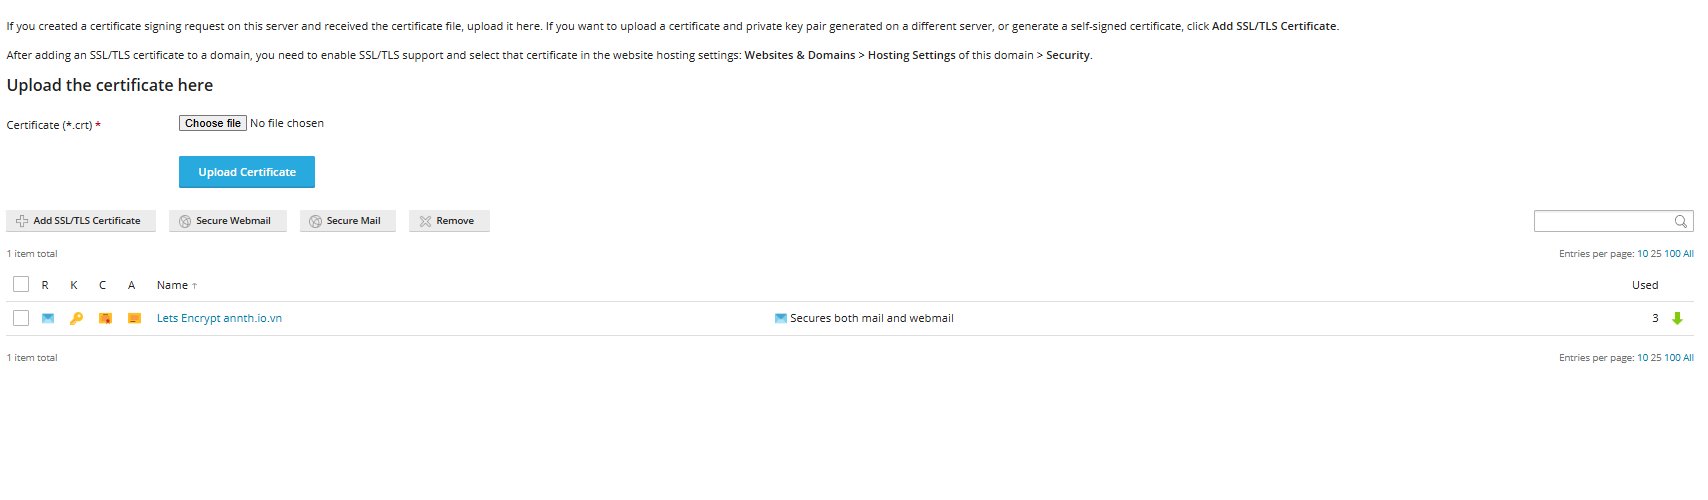 If you created a certificate signing request on this server and received the certificate file, upload it here. If you want to upload a certificate and private key pair generated on a different server, or generate a self-signed certificate, click Add SSL/TLS Certificate.
After adding an SSL/TLS certificate to a domain, you need to enable SSL/TLS support and select that certificate in the website hosting settings: Websites & Domains > Hosting Settings of this domain > Security.
Upload the certificate here
Certificate (*.crt) * Choose file No file chosen
Upload Certificate
Add SSL/TLS Certificate Secure Webmail Secure Mail Remove
1 item total Entries per page: 10 25 100 All
R K C A Name ↑ Used
Lets Encrypt annth.io.vn Secures both mail and webmail 3
1 item total Entries per page: 10 25 100 All